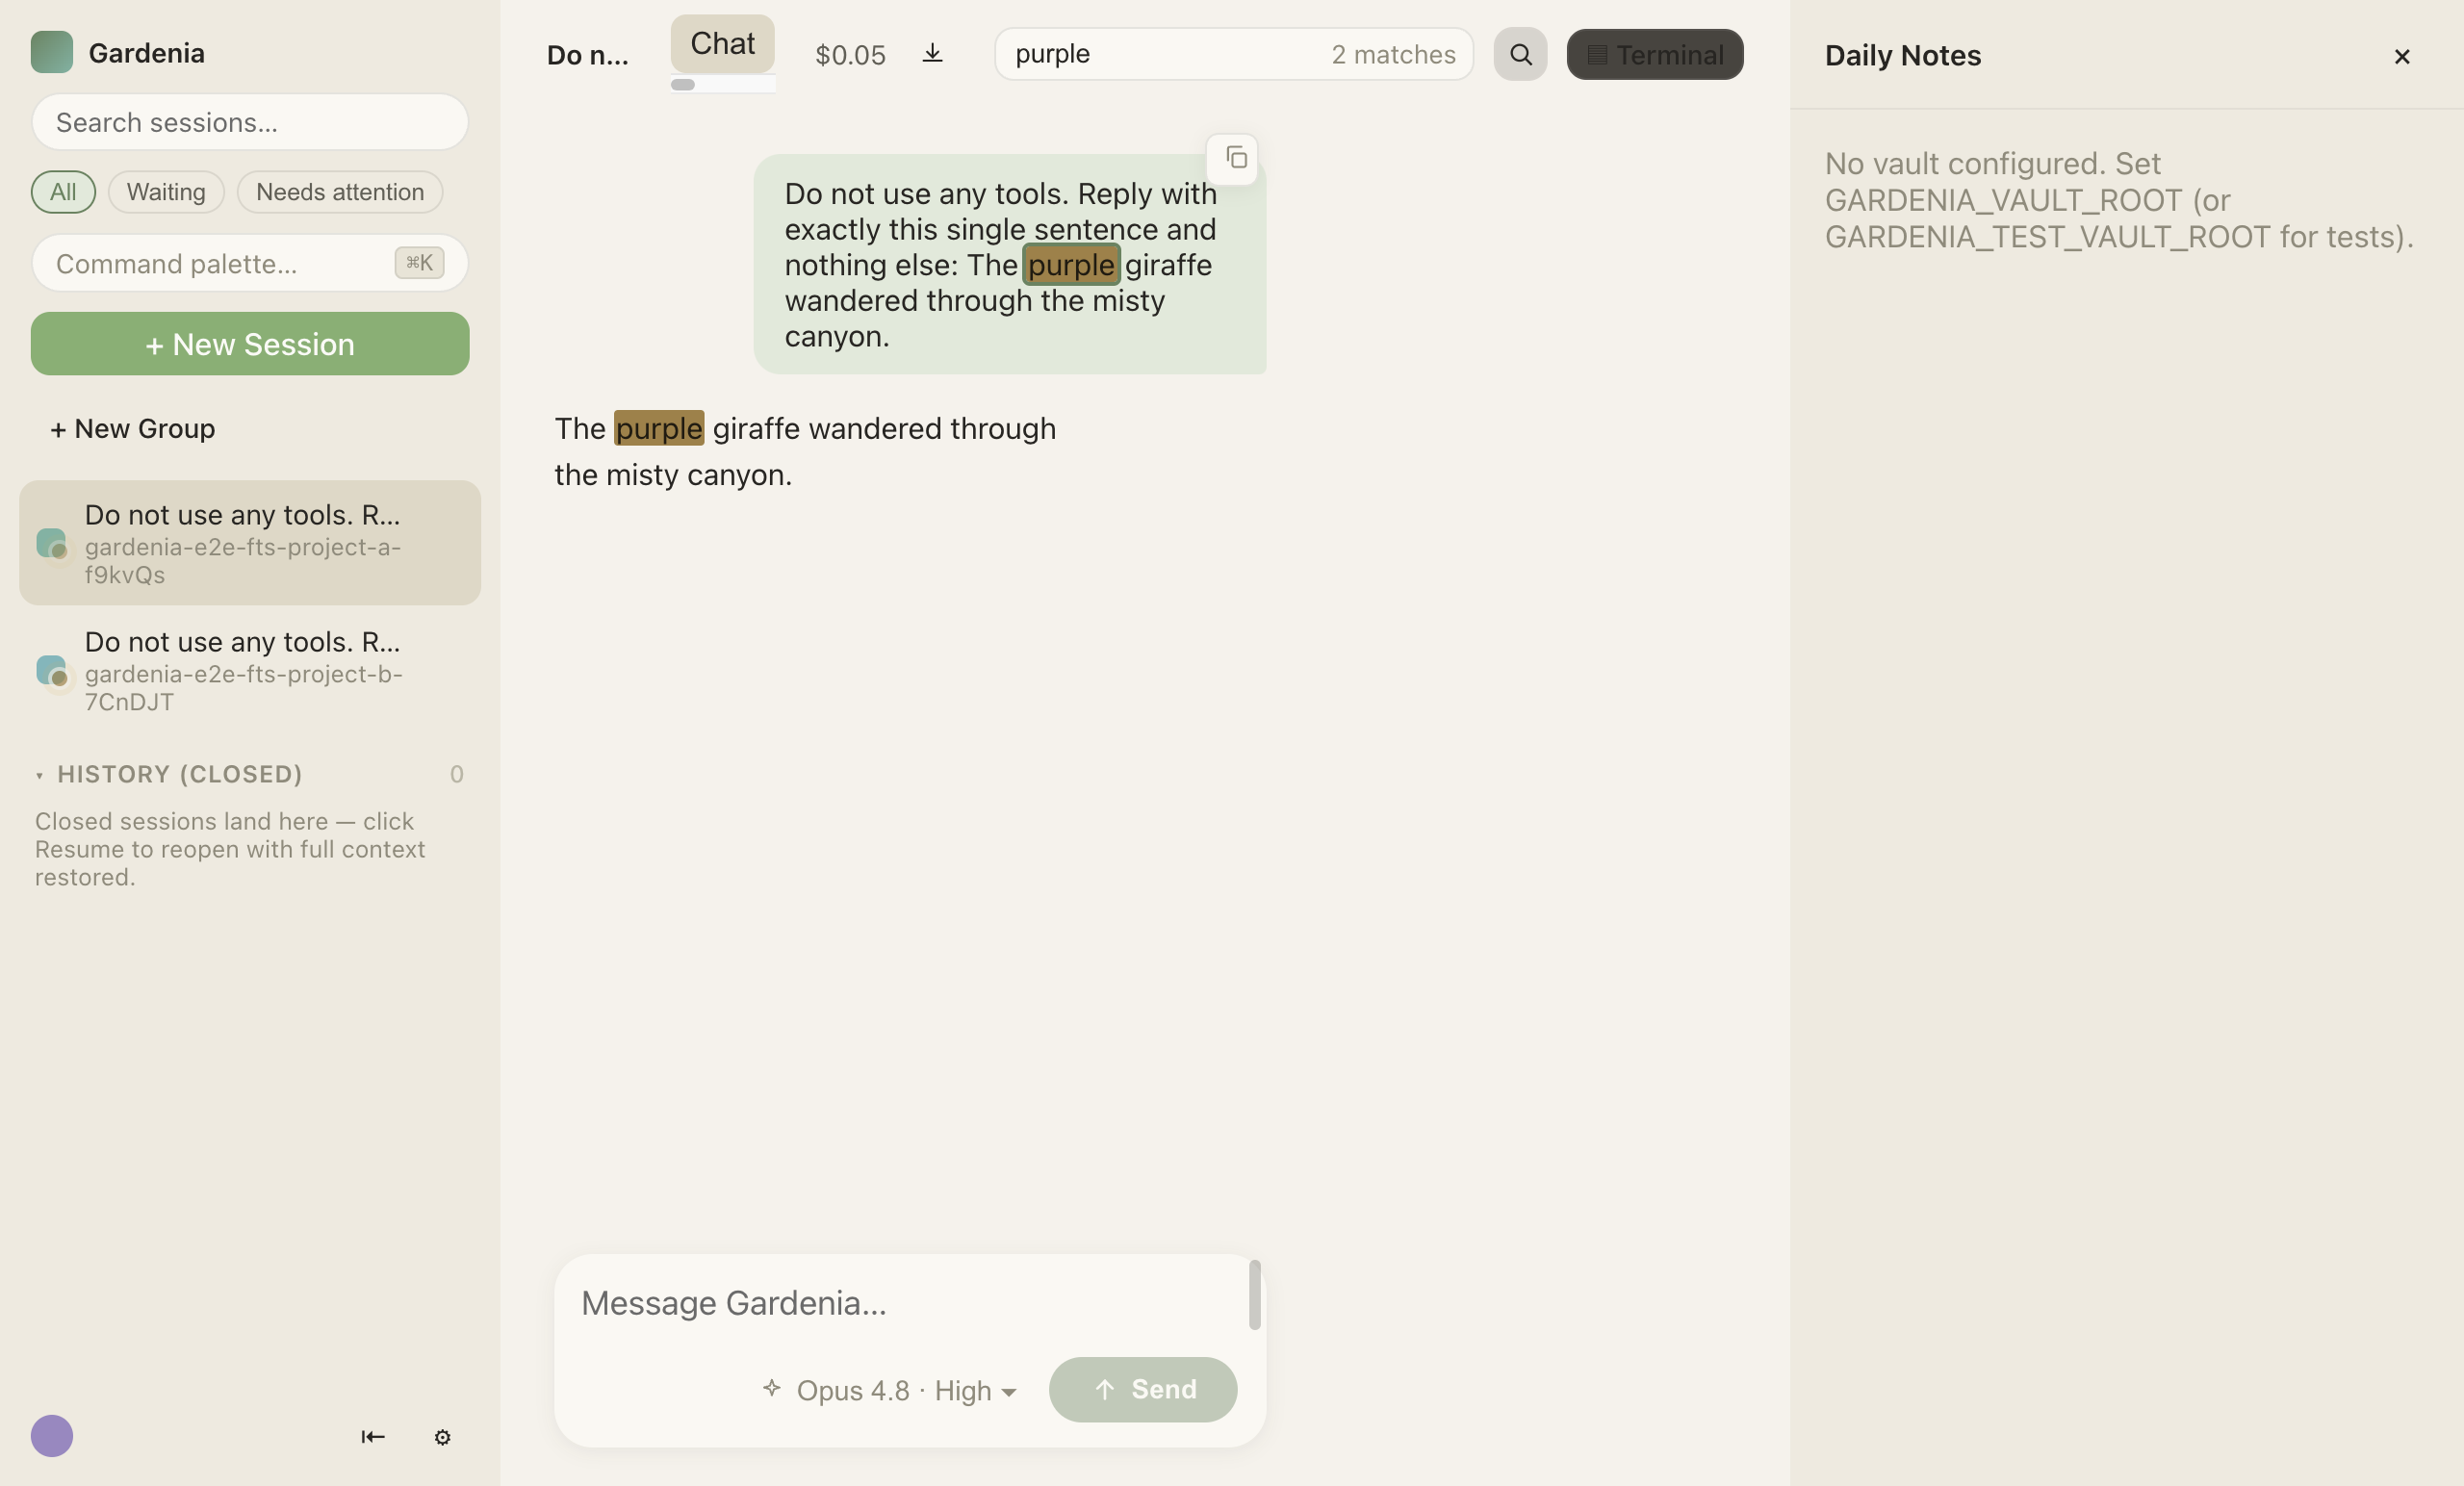 Gardenia
Search sessions...
All
Waiting
Needs attention
Command palette...
⌘K
+ New Session
+ New Group
Do not use any tools. R...
gardenia-e2e-fts-project-a-
f9kvQs
Do not use any tools. R...
gardenia-e2e-fts-project-b-
7CnDJT
HISTORY (CLOSED)
0
Closed sessions land here — click
Resume to reopen with full context
restored.
Do n...
Chat
$0.05
purple
2 matches
Terminal
Do not use any tools. Reply with
exactly this single sentence and
nothing else: The purple giraffe
wandered through the misty
canyon.
The purple giraffe wandered through
the misty canyon.
Message Gardenia...
Opus 4.8 · High
Send
Daily Notes
×
No vault configured. Set
GARDENIA_VAULT_ROOT (or
GARDENIA_TEST_VAULT_ROOT for tests).